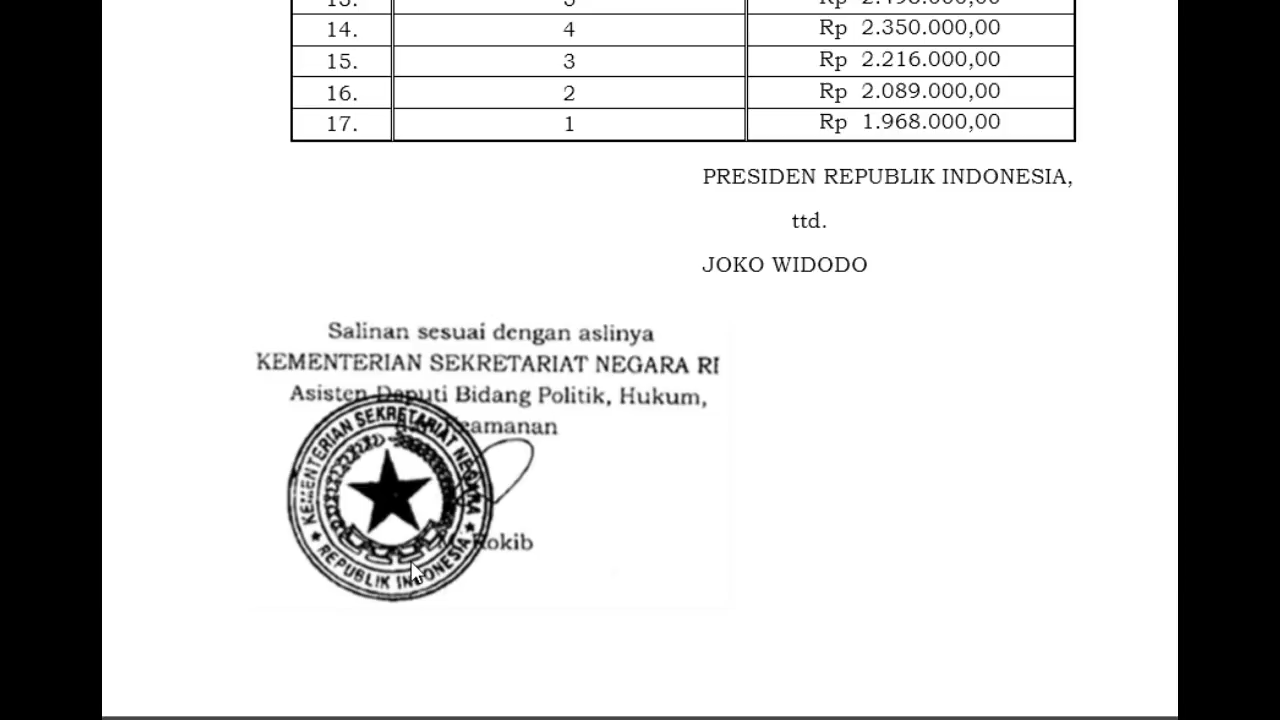 14. 4 Rp 2.350.000,00
15. 3 Rp 2.216.000,00
16. 2 Rp 2.089.000,00
17. 1 Rp 1.968.000,00
PRESIDEN REPUBLIK INDONESIA,
ttd.
JOKO WIDODO
Salinan sesuai dengan aslinya
KEMENTERIAN SEKRETARIAT NEGARA RI
Asisten Deputi Bidang Politik, Hukum,
KEMENTERIAN SEKRETARIAT NEGARA
REPUBLIK INDONESIA
Rokib